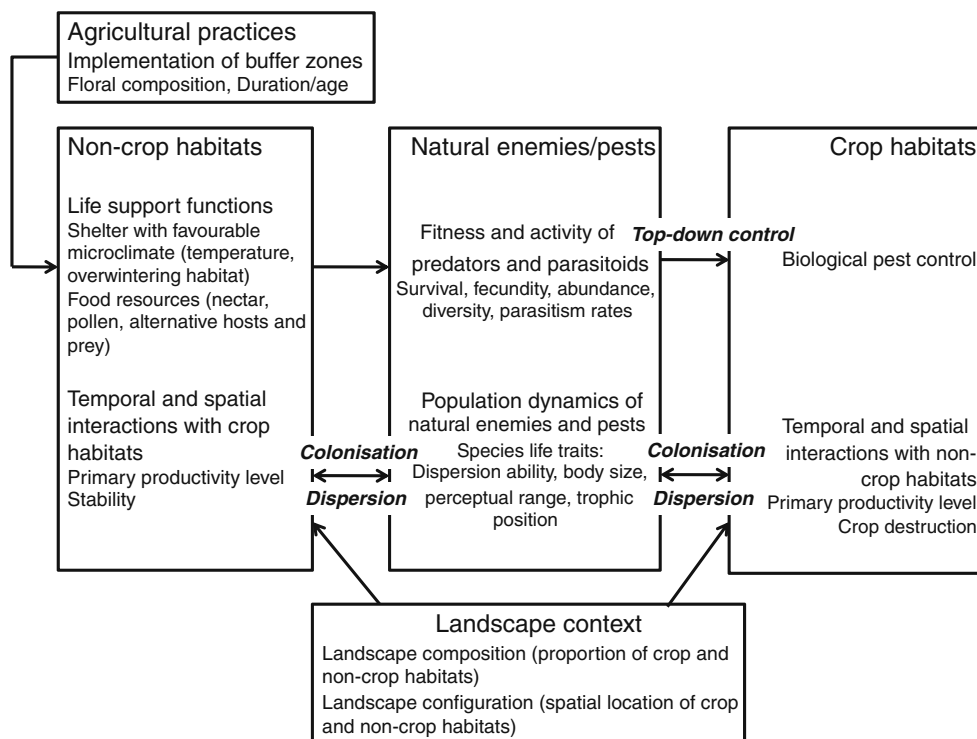 Agricultural practices
Implementation of buffer zones
Floral composition, Duration/age
Non-crop habitats
Life support functions
Shelter with favourable
microclimate (temperature,
overwintering habitat)
Food resources (nectar,
pollen, alternative hosts and
prey)
Temporal and spatial
interactions with crop
habitats
Primary productivity level
Stability
Colonisation
Dispersion
Natural enemies/pests
Fitness and activity of
predators and parasitoids
Survival, fecundity, abundance,
diversity, parasitism rates
Population dynamics of
natural enemies and pests
Species life traits:
Dispersion ability, body size,
perceptual range, trophic
position
Top-down control
Colonisation
Dispersion
Crop habitats
Biological pest control
Temporal and spatial
interactions with non-
crop habitats
Primary productivity level
Crop destruction
Landscape context
Landscape composition (proportion of crop and
non-crop habitats)
Landscape configuration (spatial location of crop
and non-crop habitats)